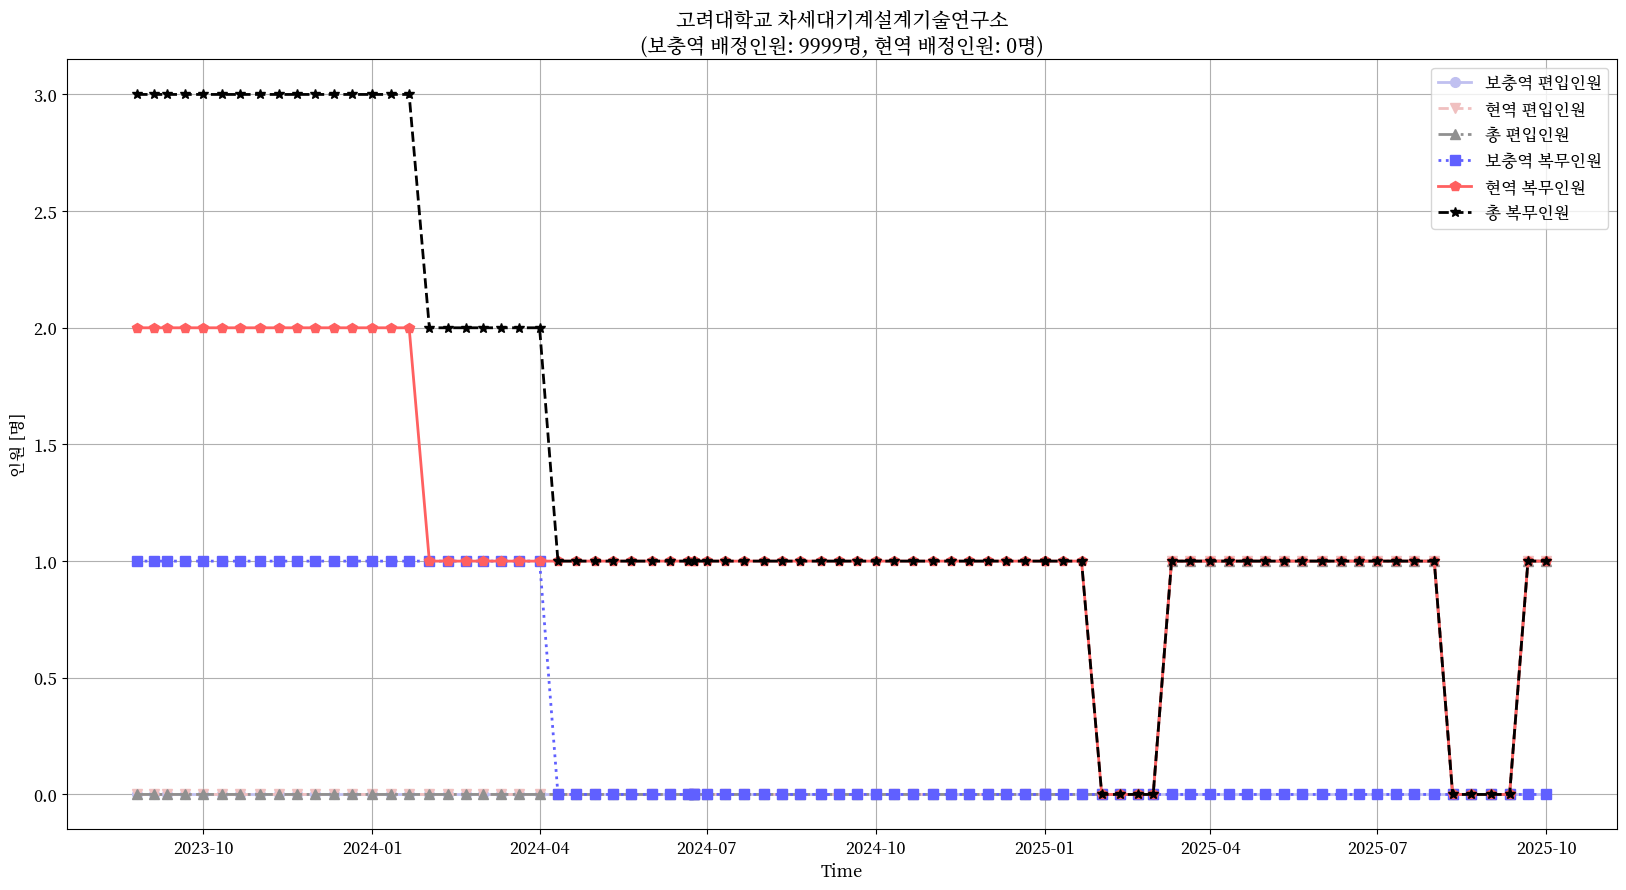 고려대학교 차세대기계설계기술연구소
(보충역 배정인원: 9999명, 현역 배정인원: 0명)
보충역 편입인원
현역 편입인원
총 편입인원
보충역 복무인원
현역 복무인원
총 복무인원
인원 [명]
3.0
2.5
2.0
1.5
1.0
0.5
0.0
2023-10
2024-01
2024-04
2024-07
2024-10
2025-01
2025-04
2025-07
2025-10
Time